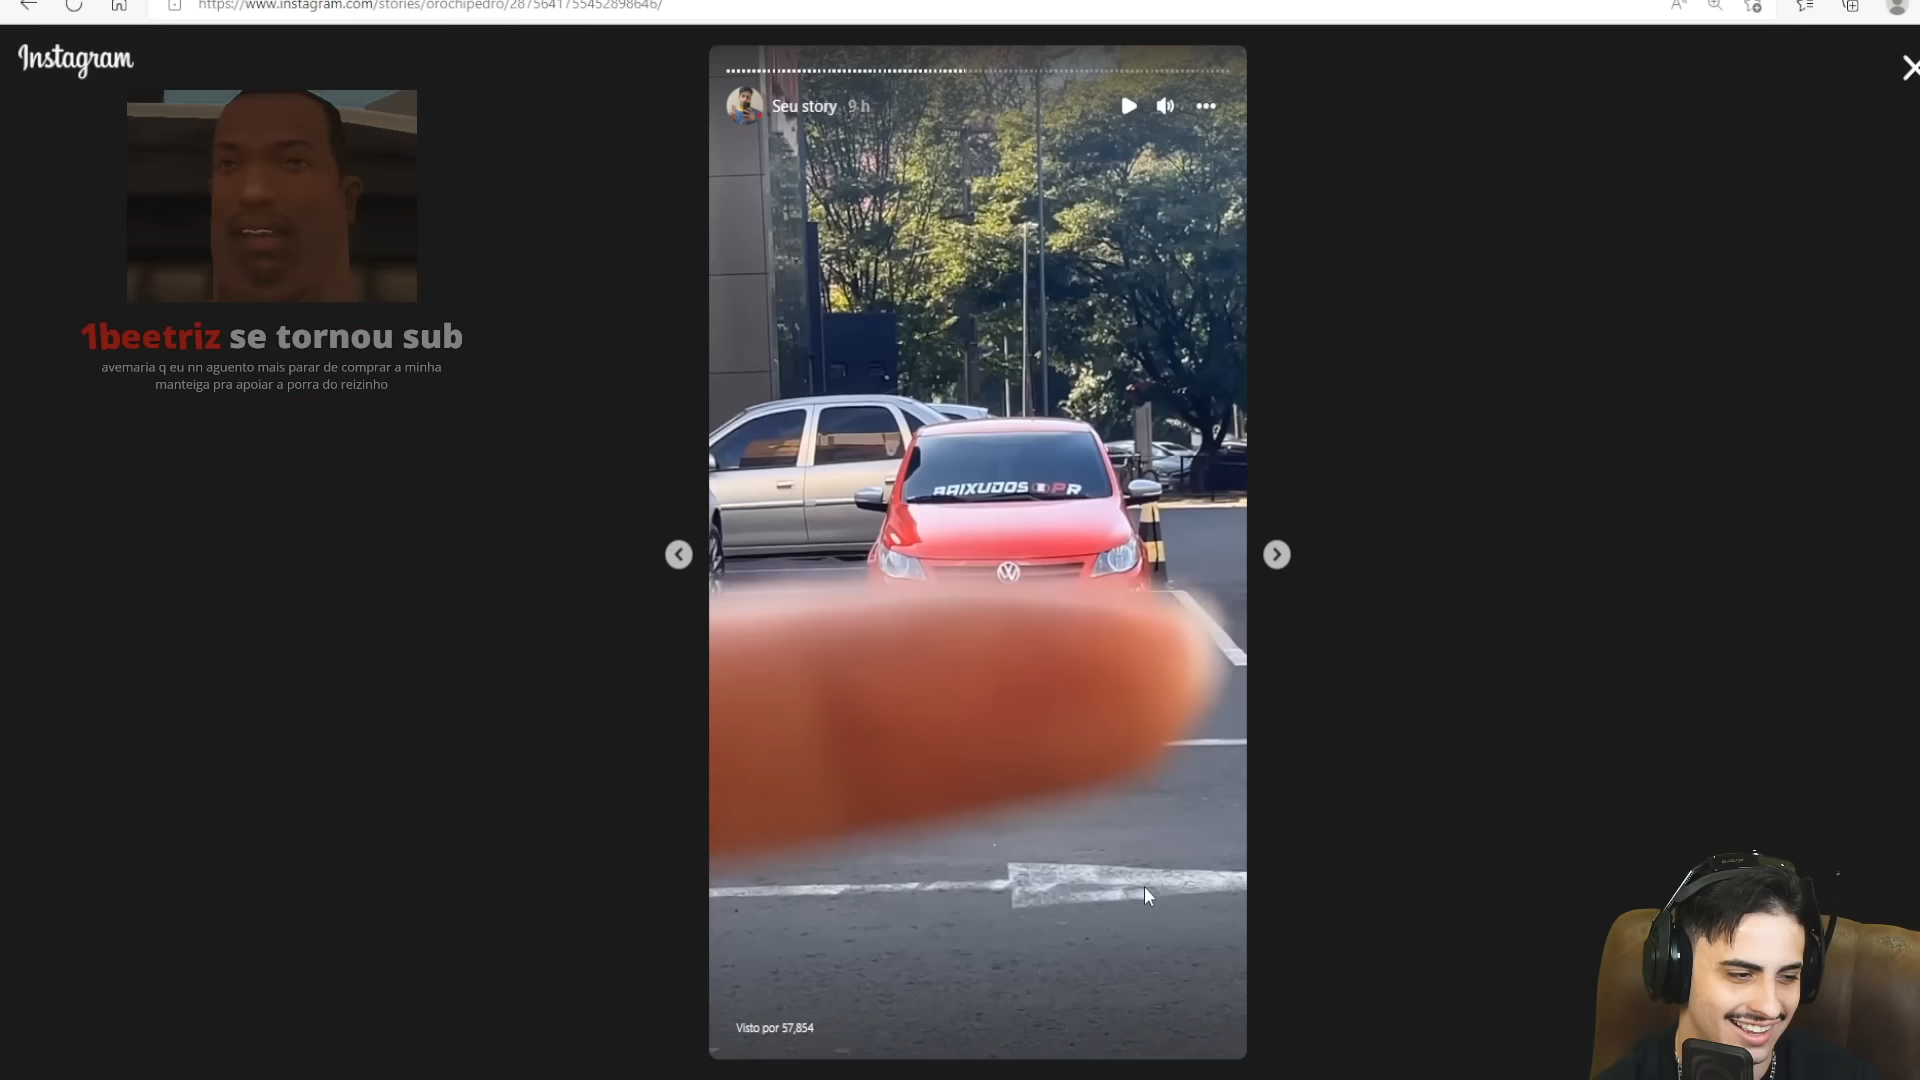 https://www.instagram.com/stories/orochipedro/2875641755452898646/
Instagram
Seu story 9 h
1beetriz se tornou sub
avemaria q eu nn aguento mais parar de comprar a minha
manteiga pra apoiar a porra do reizinho
BAIXUDOS PR
Visto por 57,854